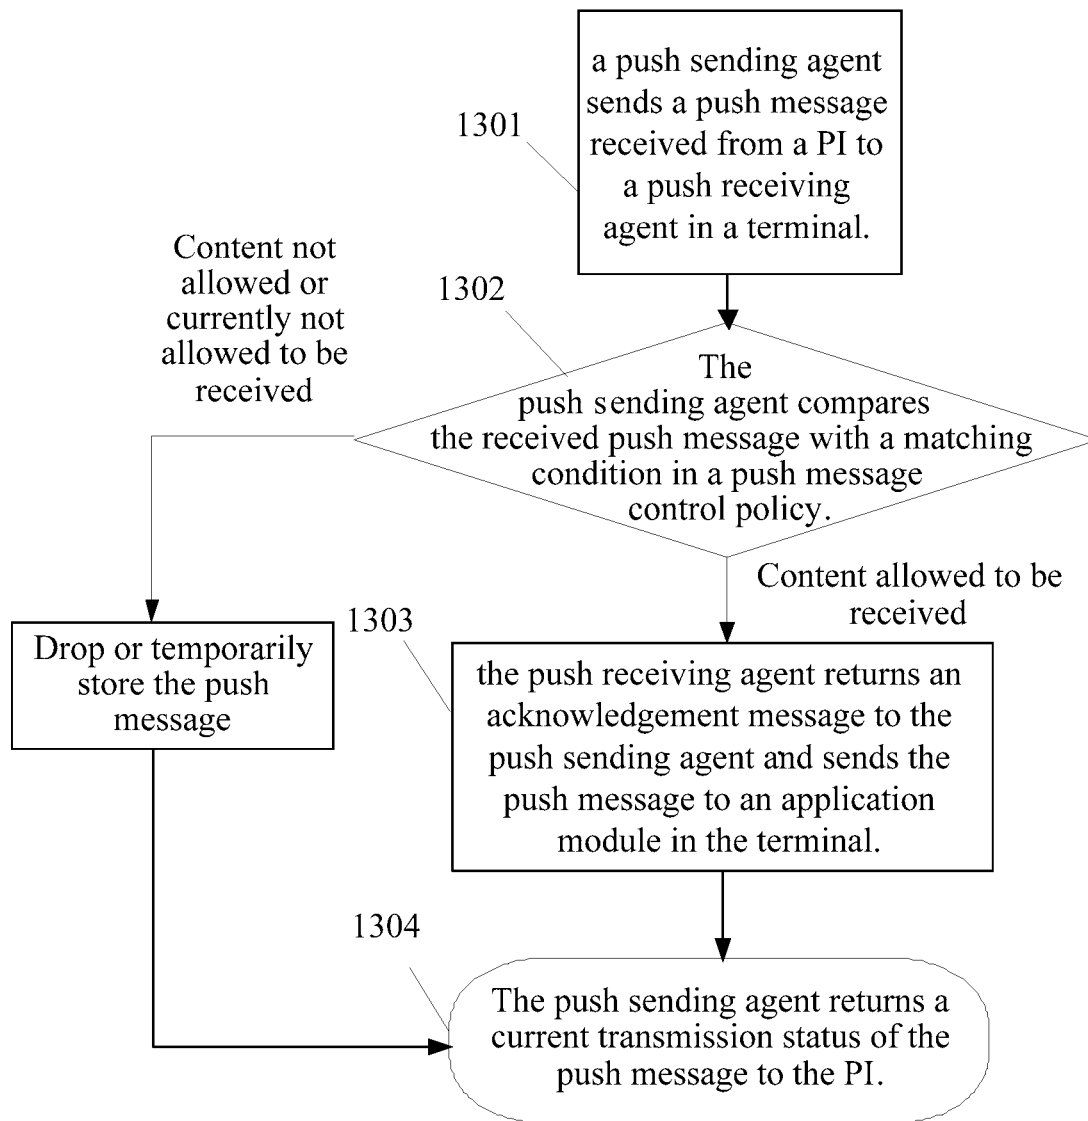 a push sending agent
sends a push message
received from a PI to
a push receiving
agent in a terminal.
1301
Content not
allowed or
currently not
allowed to be
received
1302
The
push sending agent compares
the received push message with a matching
condition in a push message
control policy.
Content allowed to be
received
1303
Drop or temporarily
store the push
message
the push receiving agent returns an
acknowledgement message to the
push sending agent and sends the
push message to an application
module in the terminal.
1304
The push sending agent returns a
current transmission status of the
push message to the PI.